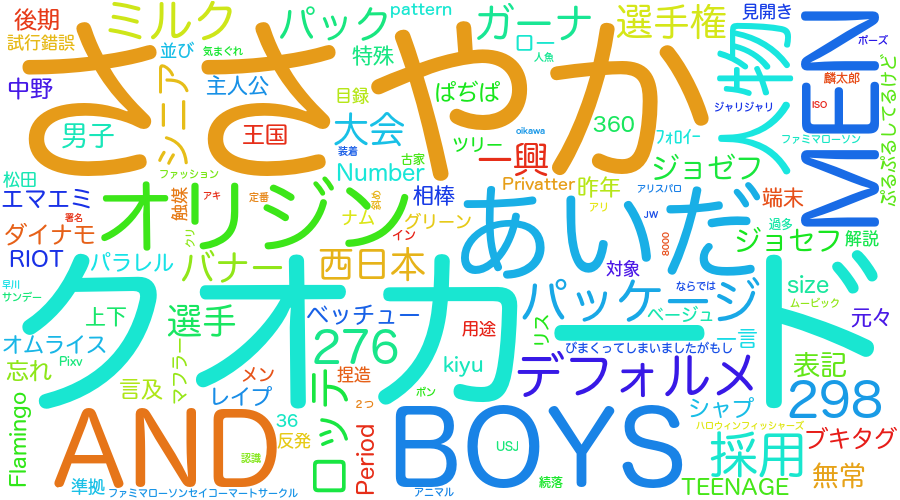 後期 ミルク パック pattern ガーナ 選手権 見開き MEN
試行錯誤 並び 気まぐれ ロー 人魚 ポーズ
中野 シニア 主人公 特殊 ぱぢぱ 人物 麟太郎
ささやか
男子 王国 目録 大会 ツリー 360 ジャリジャリ ISO
装着 古家 oikawa 一興 フォロイー ファミマローソン
松田 ファッション Number Privatter 昨年 ジョゼフ ぷるぷるしてるけど
エマエミ 触媒 アキ 定番 相棒 アリ アリスパロ 端末
署名 オリジン ナム グリーン あいだ JW 過多
ダイナモ クリ イン 8000 ジョセフ 解説
RIOT パラレル バナー 西日本 対象
早川 サンデー クオカード パッケージ ならでは size ムービック
上下 選手 ベッチュー 用途 リス ベージュ 一言 元々
オムライス 276 びまくってしまいましたがもし
Pixv マフラー kiyu デフォルメ 表記
忘れ 言及 メン 捏造
レイプ ポン シャプ 298
Flamingo AND 36 ロッテ 2つ BOYS ハロウィンフィッシャーズ ブキタグ
反発 Period USJ 採用
認識 続落 TEENAGE 無常
準拠 ファミマローソンセイコーマートサークル アニマル